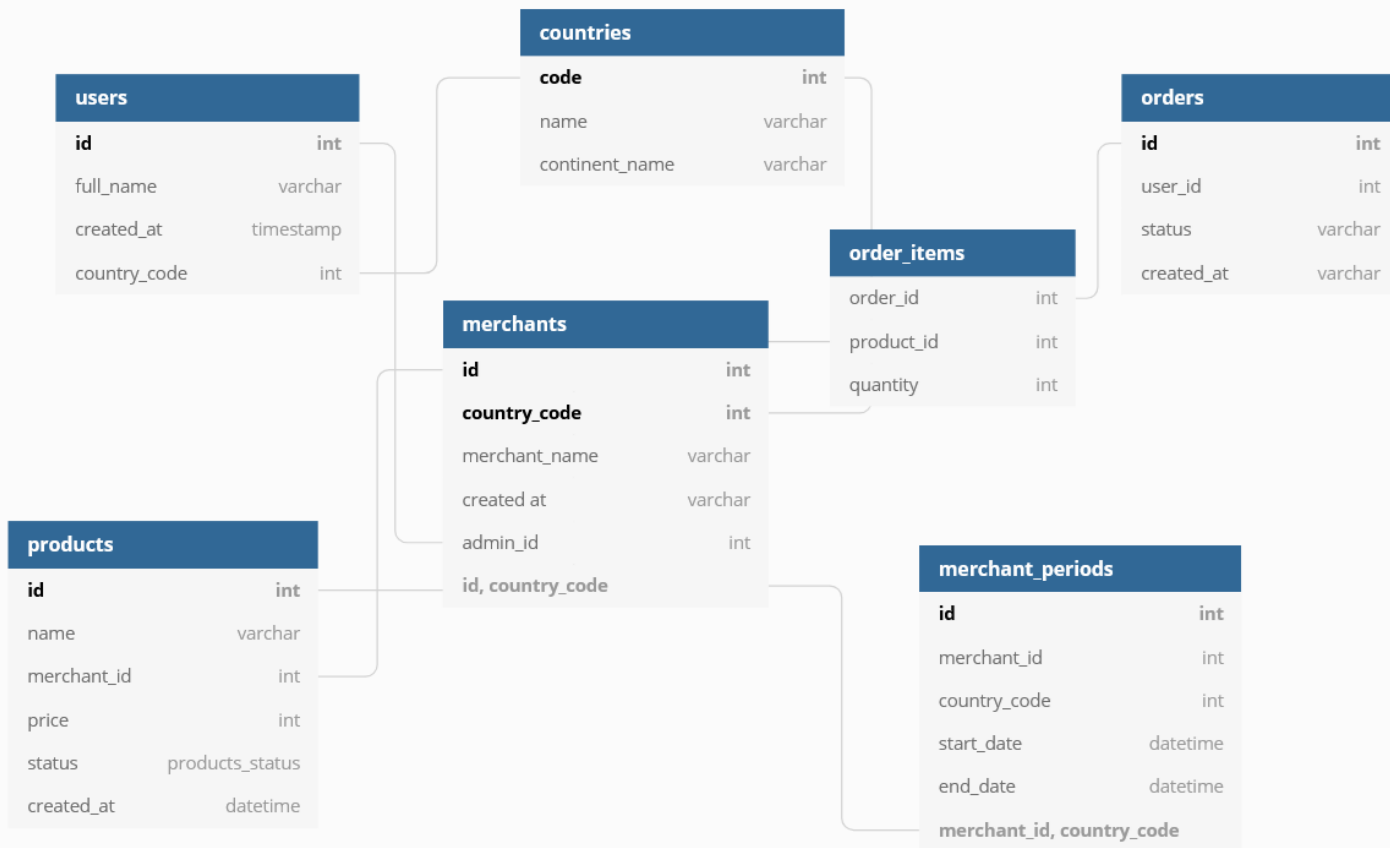 countries
code int
name varchar
continent_name varchar
users
id int
full_name varchar
created_at timestamp
country_code int
orders
id int
user_id int
status varchar
created_at varchar
order_items
order_id int
product_id int
quantity int
merchants
id int
country_code int
merchant_name varchar
created at varchar
admin_id int
id, country_code
products
id int
name varchar
merchant_id int
price int
status products_status
created_at datetime
merchant_periods
id int
merchant_id int
country_code int
start_date datetime
end_date datetime
merchant_id, country_code